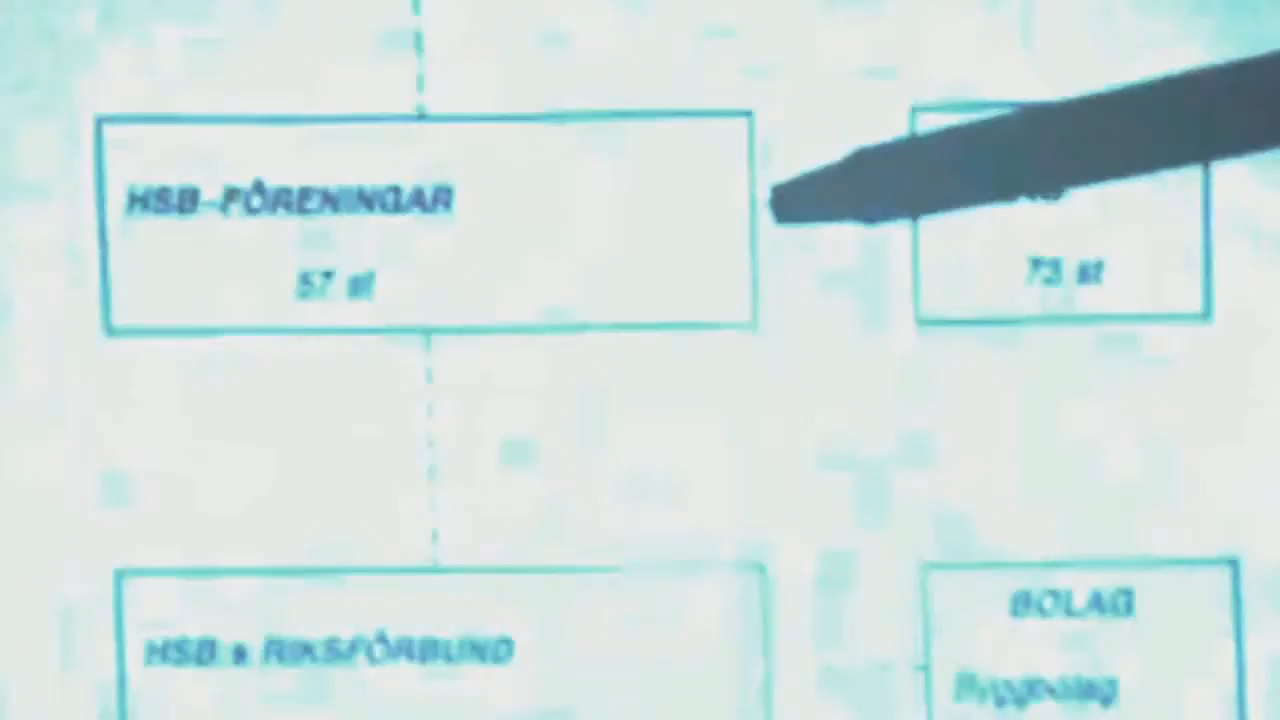 HSB-FÖRENINGAR
57 st
73 st
HSB:s RIKSFÖRBUND
BOLAG
Byggbolag